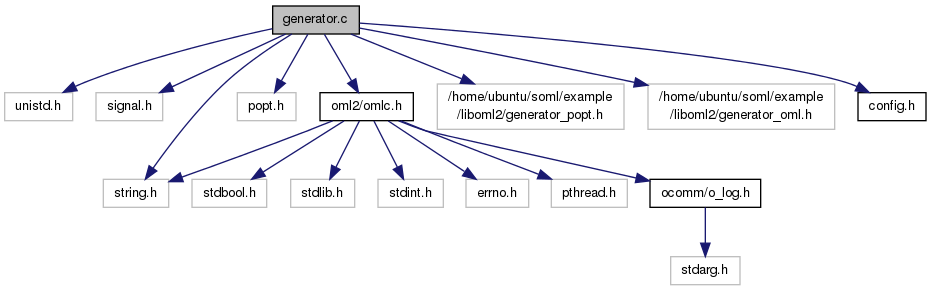 generator.c
unistd.h
signal.h
popt.h
oml2/omlc.h
/home/ubuntu/soml/example
/liboml2/generator_popt.h
/home/ubuntu/soml/example
/liboml2/generator_oml.h
config.h
string.h
stdbool.h
stdlib.h
stdint.h
errno.h
pthread.h
ocomm/o_log.h
stdarg.h